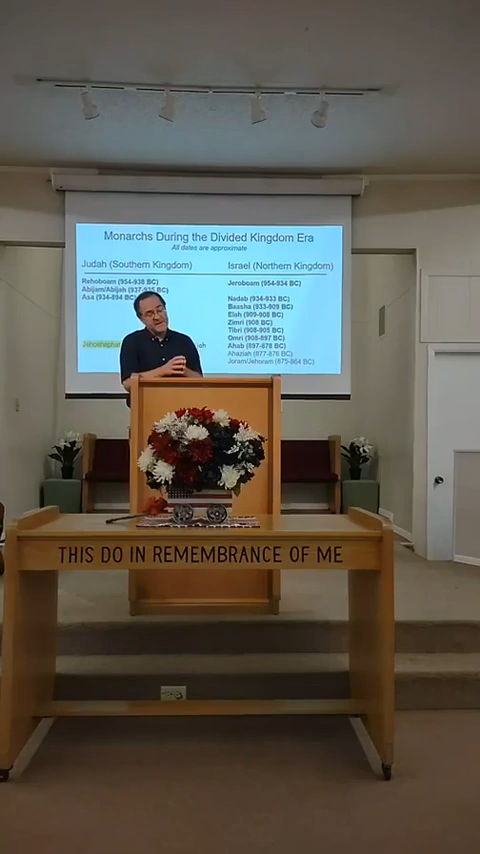 Monarchs During the Divided Kingdom Era
All dates are approximate
Judah (Southern Kingdom)
Rehoboam (954-938 BC)
Abijam/Abijah (937-935 BC)
Asa (934-894 BC)
Jehoshaphat
Israel (Northern Kingdom)
Jeroboam (954-934 BC)
Nadab (934-933 BC)
Baasha (933-909 BC)
Elah (909-908 BC)
Zimri (908 BC)
Tibri (908-905 BC)
Omri (908-897 BC)
Ahab (897-878 BC)
Ahaziah (877-876 BC)
Joram/Jehoram (875-864 BC)
THIS DO IN REMEMBRANCE OF ME